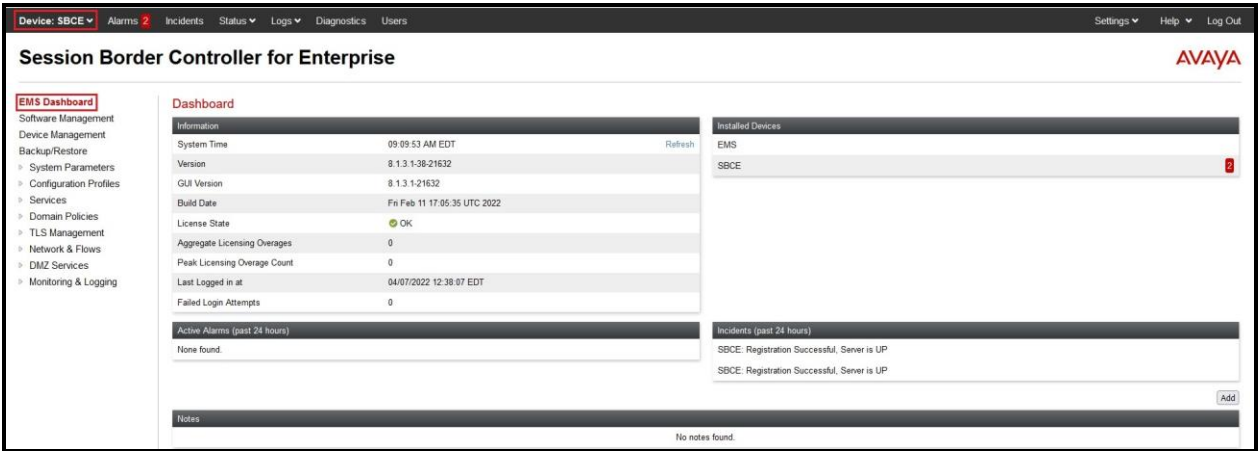 Device: SBCE Alarms 2 Incidents Status Logs Diagnostics Users Settings Help Log Out
Session Border Controller for Enterprise
AVAYA
EMS Dashboard
Software Management
Device Management
Backup/Restore
System Parameters
Configuration Profiles
Services
Domain Policies
TLS Management
Network & Flows
DMZ Services
Monitoring & Logging
Dashboard
Information
System Time 09:09:53 AM EDT Refresh
Version 8.1.3.1-38-21632
GUI Version 8.1.3.1-21632
Build Date Fri Feb 11 17:05:35 UTC 2022
License State OK
Aggregate Licensing Overages 0
Peak Licensing Overage Count 0
Last Logged in at 04/07/2022 12:38:07 EDT
Failed Login Attempts 0
Installed Devices
EMS
SBCE 2
Active Alarms (past 24 hours)
None found.
Incidents (past 24 hours)
SBCE: Registration Successful, Server is UP
SBCE: Registration Successful, Server is UP
Add
Notes
No notes found.